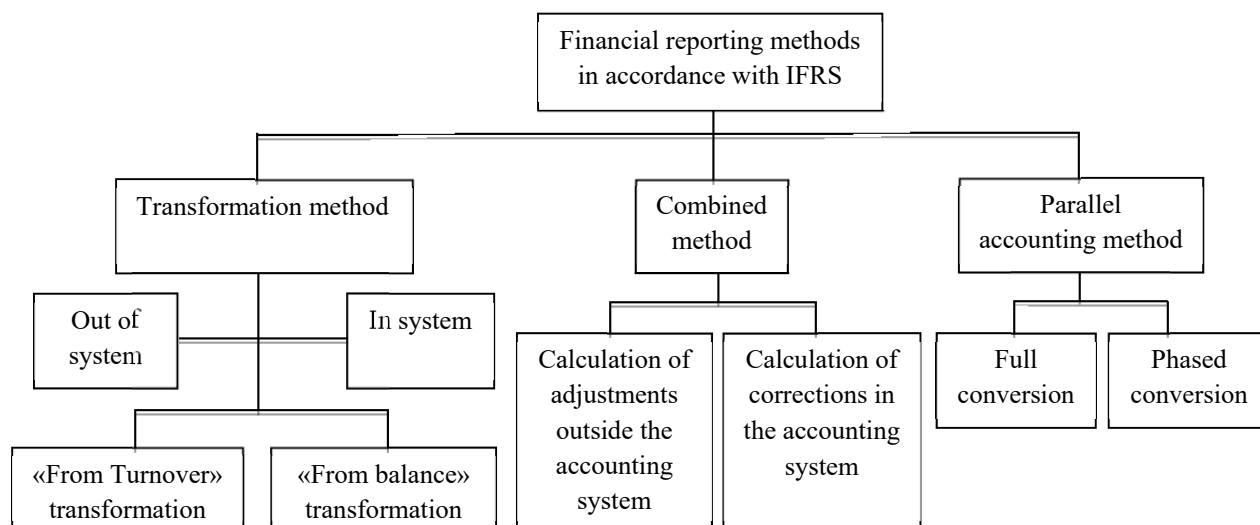 Financial reporting methods
in accordance with IFRS
Transformation method
Combined
method
Parallel
accounting method
Out of
system
In system
Calculation of
adjustments
outside the
accounting
system
Calculation of
corrections in
the accounting
system
Full
conversion
Phased
conversion
«From Turnover»
transformation
«From balance»
transformation